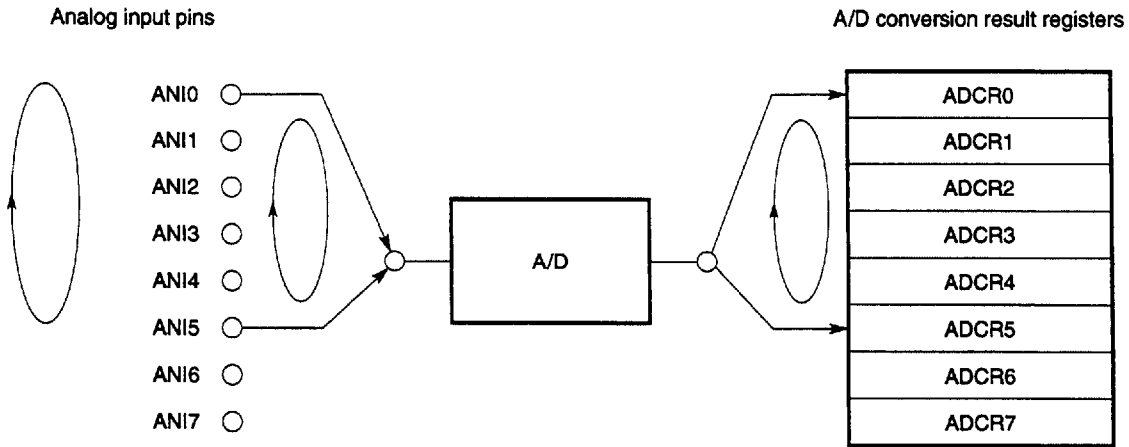 Analog input pins
A/D conversion result registers
ANI0
ANI1
ANI2
ANI3
ANI4
ANI5
ANI6
ANI7
A/D
ADCR0
ADCR1
ADCR2
ADCR3
ADCR4
ADCR5
ADCR6
ADCR7